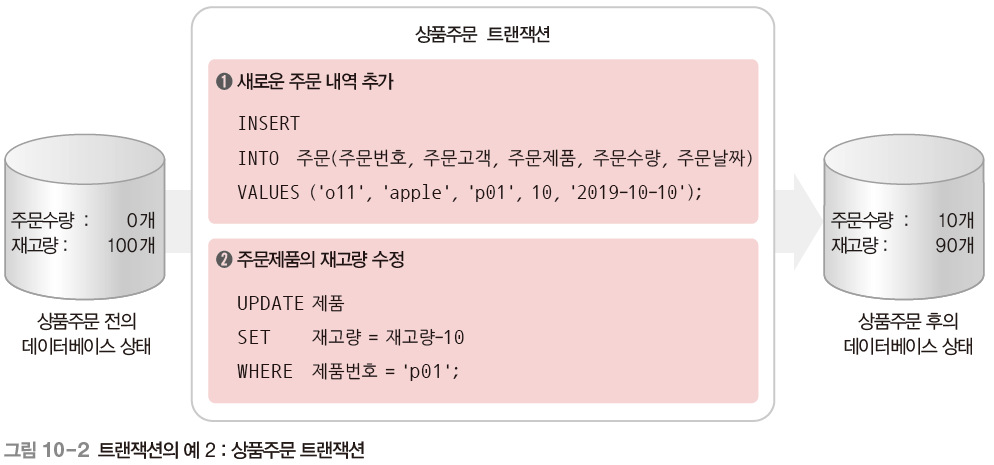 상품주문 트랜잭션
❶ 새로운 주문 내역 추가
INSERT
INTO 주문(주문번호, 주문고객, 주문제품, 주문수량, 주문날짜)
VALUES ('o11', 'apple', 'p01', 10, '2019-10-10');
❷ 주문제품의 재고량 수정
UPDATE 제품
SET 재고량 = 재고량-10
WHERE 제품번호 = 'p01';
주문수량 : 0개
재고량 : 100개
상품주문 전의
데이터베이스 상태
주문수량 : 10개
재고량 : 90개
상품주문 후의
데이터베이스 상태
그림 10-2 트랜잭션의 예 2 : 상품주문 트랜잭션